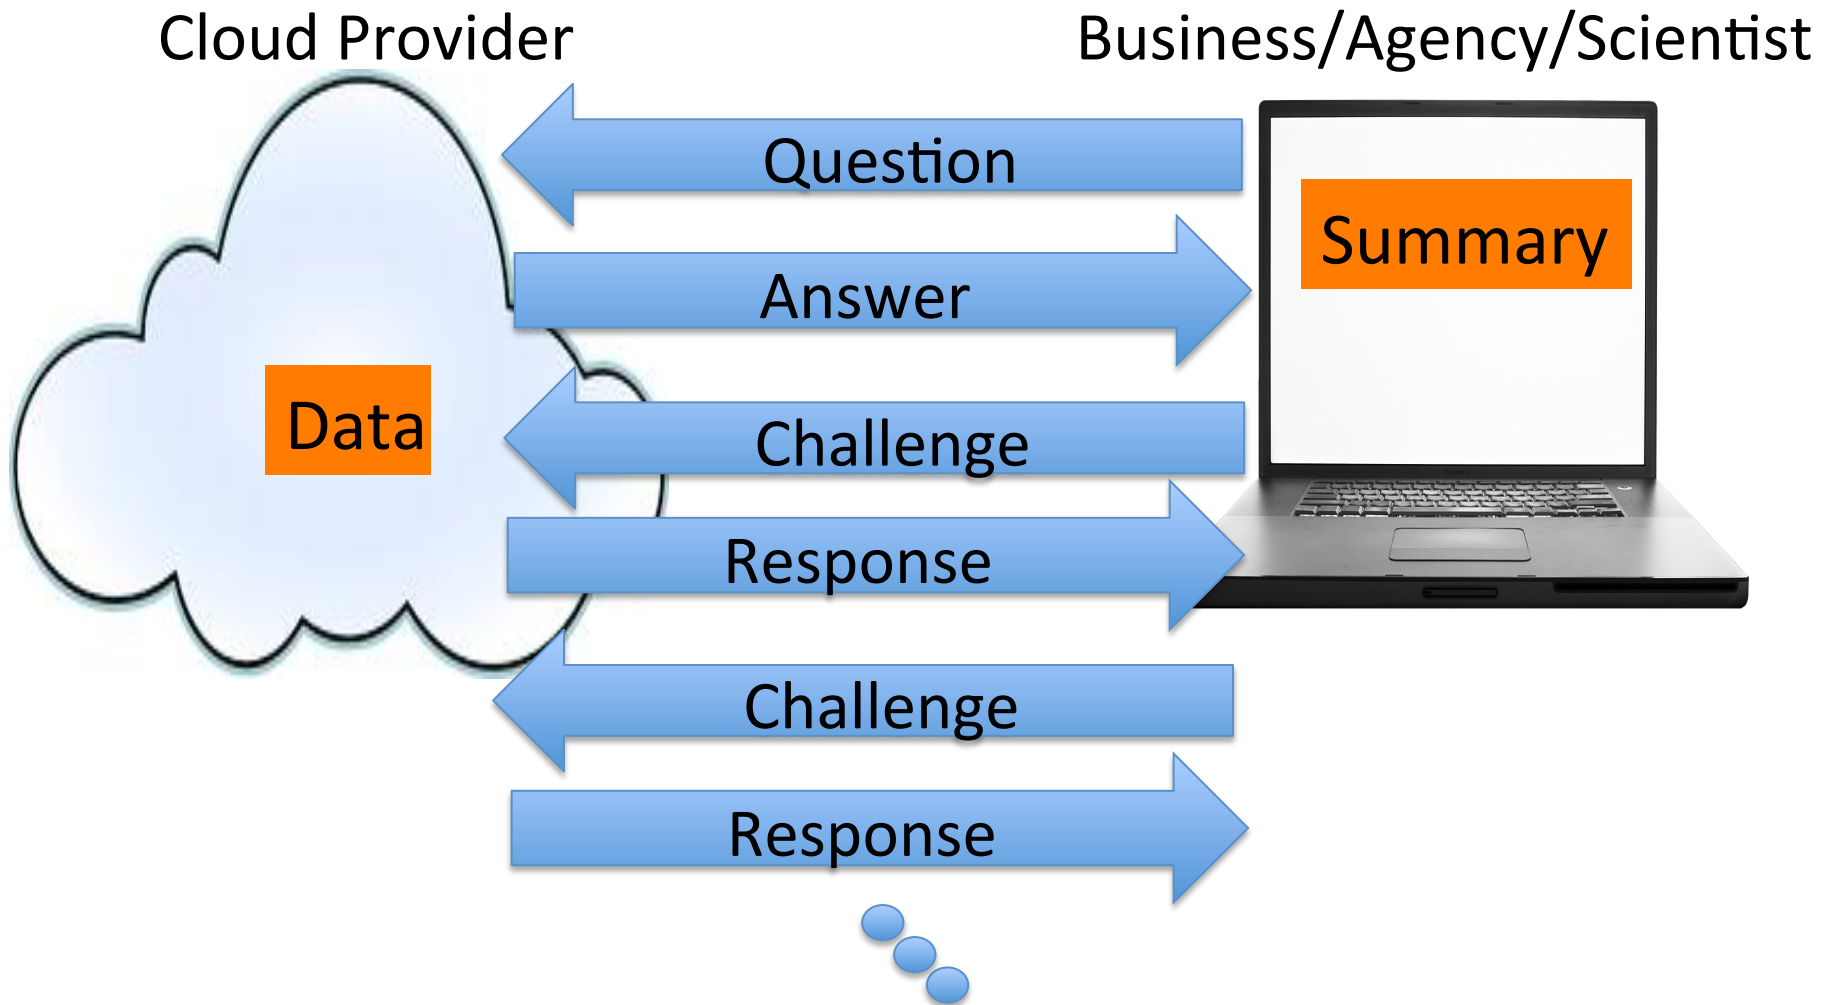 Cloud Provider
Business/Agency/Scientist
Question
Summary
Answer
Data
Challenge
Response
Challenge
Response